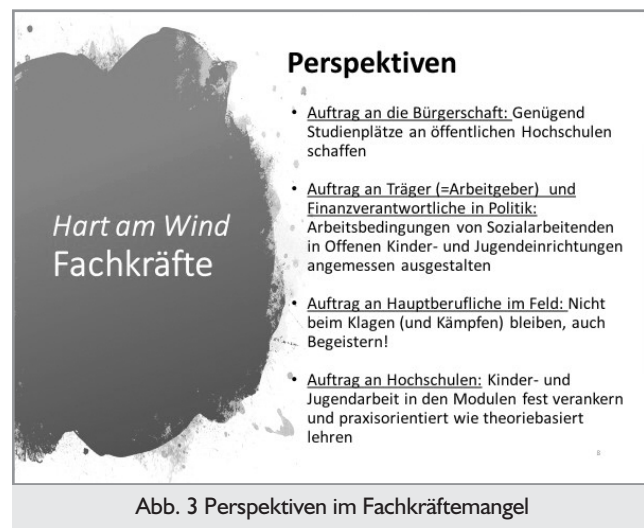 Perspektiven
• Auftrag an die Bürgerschaft: Genügend
Studienplätze an öffentlichen Hochschulen
schaffen
• Auftrag an Träger (=Arbeitgeber) und
Finanzverantwortliche in Politik:
Arbeitsbedingungen von Sozialarbeitenden
in Offenen Kinder- und Jugendeinrichtungen
angemessen ausgestalten
• Auftrag an Hauptberufliche im Feld: Nicht
beim Klagen (und Kämpfen) bleiben, auch
Begeistern!
• Auftrag an Hochschulen: Kinder- und
Jugendarbeit in den Modulen fest verankern
und praxisorientiert wie theoriebasiert
lehren
Hart am Wind
Fachkräfte
8
Abb. 3 Perspektiven im Fachkräftemangel